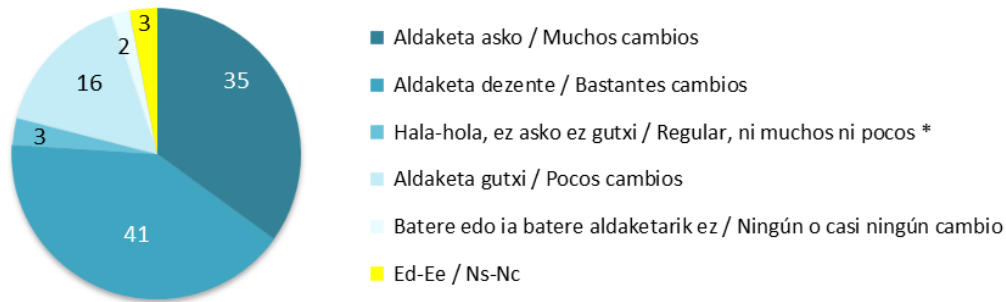 3
2
35
16
3
41
Aldaketa asko / Muchos cambios
Aldaketa dezente / Bastantes cambios
Hala-hola, ez asko ez gutxi / Regular, ni muchos ni pocos *
Aldaketa gutxi / Pocos cambios
Batere edo ia batere aldaketarik ez / Ningún o casi ningún cambio
Ed-Ee / Ns-Nc